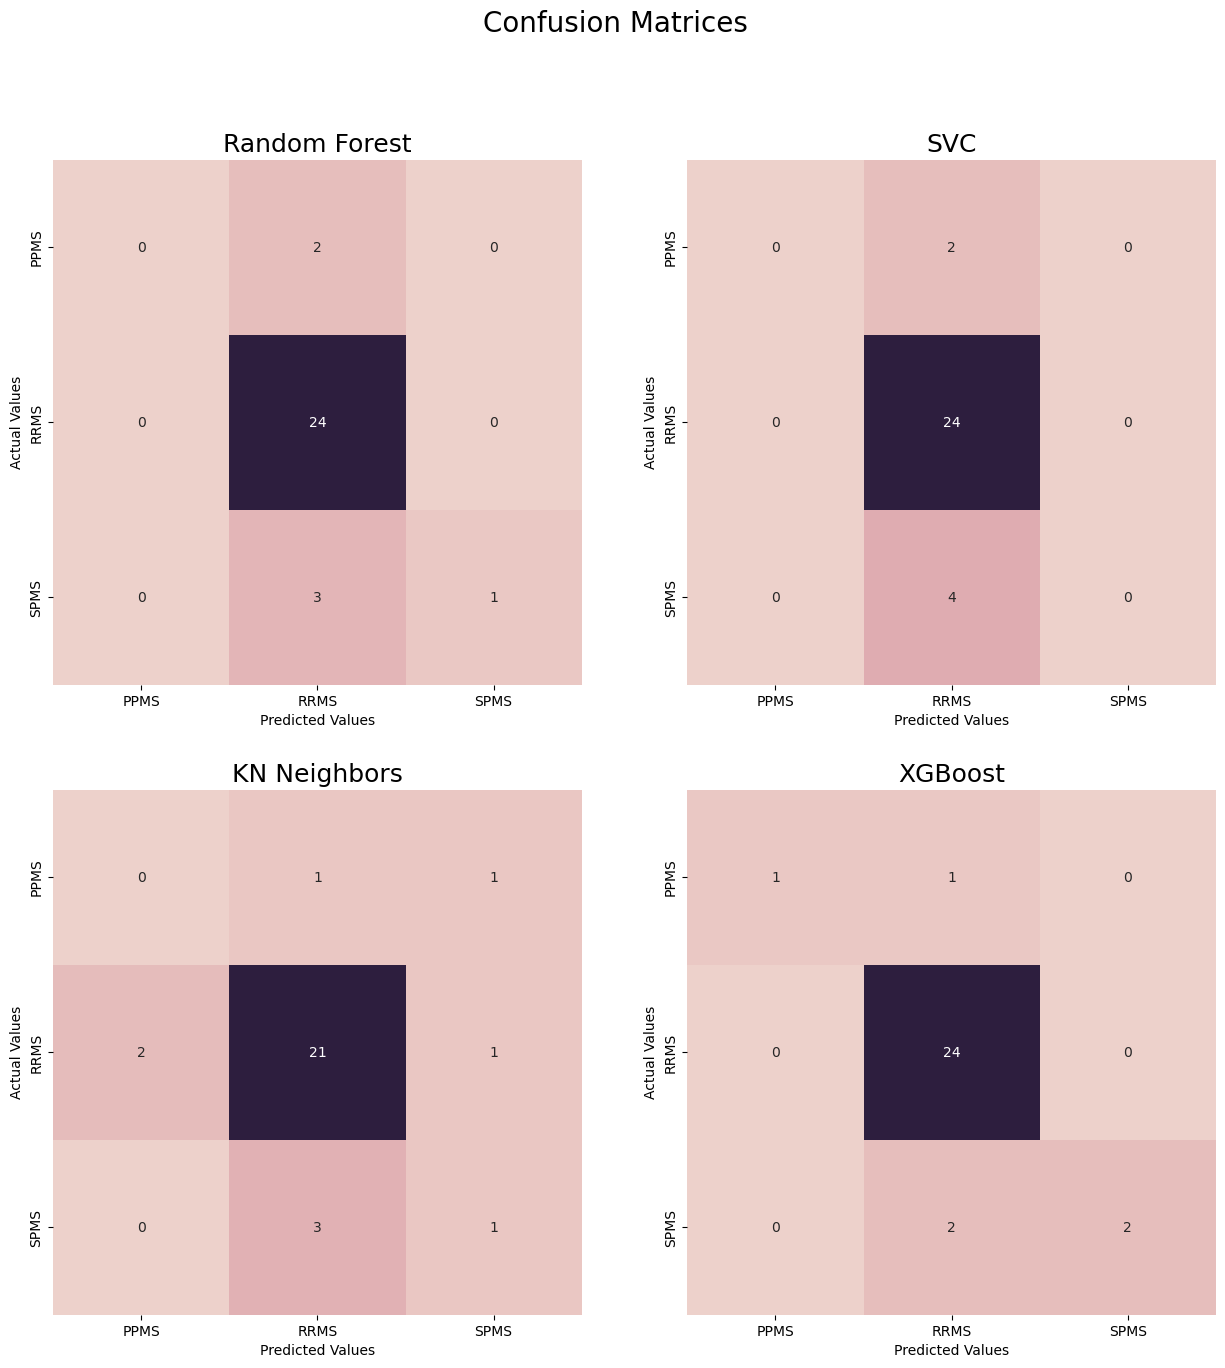 Confusion Matrices
Random Forest
Actual Values
PPMS
0 2 0
RRMS
0 24 0
SPMS
0 3 1
PPMS RRMS SPMS
Predicted Values
SVC
Actual Values
PPMS
0 2 0
RRMS
0 24 0
SPMS
0 4 0
PPMS RRMS SPMS
Predicted Values
KN Neighbors
Actual Values
PPMS
0 1 1
RRMS
2 21 1
SPMS
0 3 1
PPMS RRMS SPMS
Predicted Values
XGBoost
Actual Values
PPMS
1 1 0
RRMS
0 24 0
SPMS
0 2 2
PPMS RRMS SPMS
Predicted Values